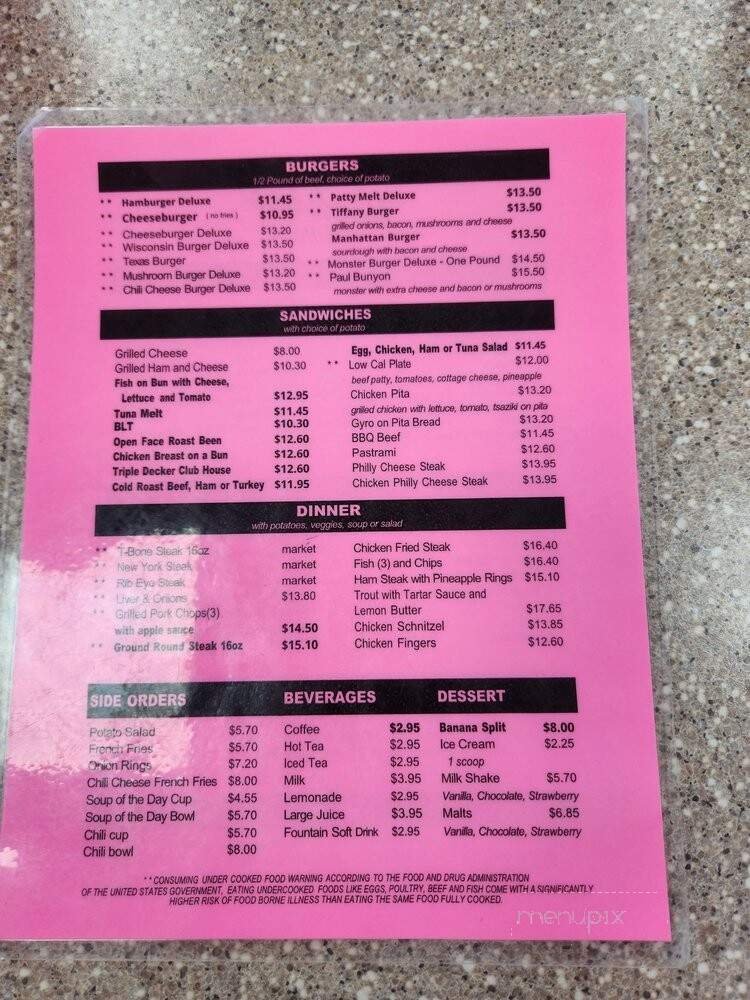 BURGERS
1/2 Pound of beef, choice of potato
** Hamburger Deluxe $11.45
** Cheeseburger ( no fries ) $10.95
** Cheeseburger Deluxe $13.20
** Wisconsin Burger Deluxe $13.50
** Texas Burger $13.50
** Mushroom Burger Deluxe $13.20
** Chili Cheese Burger Deluxe $13.50
** Patty Melt Deluxe $13.50
** Tiffany Burger $13.50
grilled onions, bacon, mushrooms and cheese
Manhattan Burger $13.50
sourdough with bacon and cheese
** Monster Burger Deluxe - One Pound $14.50
** Paul Bunyon $15.50
monster with extra cheese and bacon or mushrooms
SANDWICHES
with choice of potato
Grilled Cheese $8.00
Grilled Ham and Cheese $10.30
Fish on Bun with Cheese,
Lettuce and Tomato $12.95
Tuna Melt $11.45
BLT $10.30
Open Face Roast Been $12.60
Chicken Breast on a Bun $12.60
Triple Decker Club House $12.60
Cold Roast Beef, Ham or Turkey $11.95
Egg, Chicken, Ham or Tuna Salad $11.45
** Low Cal Plate $12.00
beef patty, tomatoes, cottage cheese, pineapple
Chicken Pita $13.20
grilled chicken with lettuce, tomato, tsaziki on pita
Gyro on Pita Bread $13.20
BBQ Beef $11.45
Pastrami $12.60
Philly Cheese Steak $13.95
Chicken Philly Cheese Steak $13.95
DINNER
with potatoes, veggies, soup or salad
** T-Bone Steak 16oz market
** New York Steak market
** Rib Eye Steak market
** Liver & Onions $13.80
** Grilled Pork Chops(3)
with apple sauce $14.50
** Ground Round Steak 16oz $15.10
Chicken Fried Steak $16.40
Fish (3) and Chips $16.40
Ham Steak with Pineapple Rings $15.10
Trout with Tartar Sauce and
Lemon Butter $17.65
Chicken Schnitzel $13.85
Chicken Fingers $12.60
SIDE ORDERS
Potato Salad $5.70
French Fries $5.70
Onion Rings $7.20
Chili Cheese French Fries $8.00
Soup of the Day Cup $4.55
Soup of the Day Bowl $5.70
Chili cup $5.70
Chili bowl $8.00
BEVERAGES
Coffee $2.95
Hot Tea $2.95
Iced Tea $2.95
Milk $3.95
Lemonade $2.95
Large Juice $3.95
Fountain Soft Drink $2.95
DESSERT
Banana Split $8.00
Ice Cream $2.25
1 scoop
Milk Shake $5.70
Vanilla, Chocolate, Strawberry
Malts $6.85
Vanilla, Chocolate, Strawberry
** CONSUMING UNDER COOKED FOOD WARNING ACCORDING TO THE FOOD AND DRUG ADMINISTRATION
OF THE UNITED STATES GOVERNMENT, EATING UNDERCOOKED FOODS LIKE EGGS, POULTRY, BEEF AND FISH COME WITH A SIGNIFICANTLY
HIGHER RISK OF FOOD BORNE ILLNESS THAN EATING THE SAME FOOD FULLY COOKED.
menupix